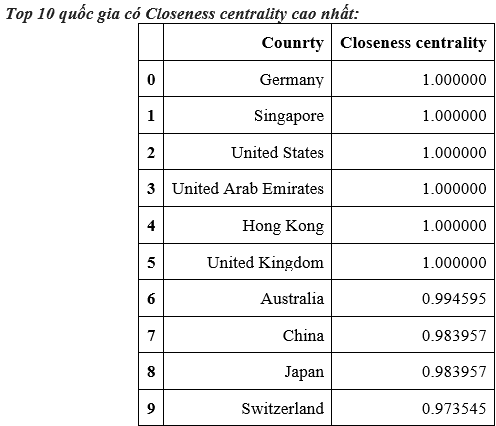 Top 10 quốc gia có Closeness centrality cao nhất:
Counrty Closeness centrality
0 Germany 1.000000
1 Singapore 1.000000
2 United States 1.000000
3 United Arab Emirates 1.000000
4 Hong Kong 1.000000
5 United Kingdom 1.000000
6 Australia 0.994595
7 China 0.983957
8 Japan 0.983957
9 Switzerland 0.973545